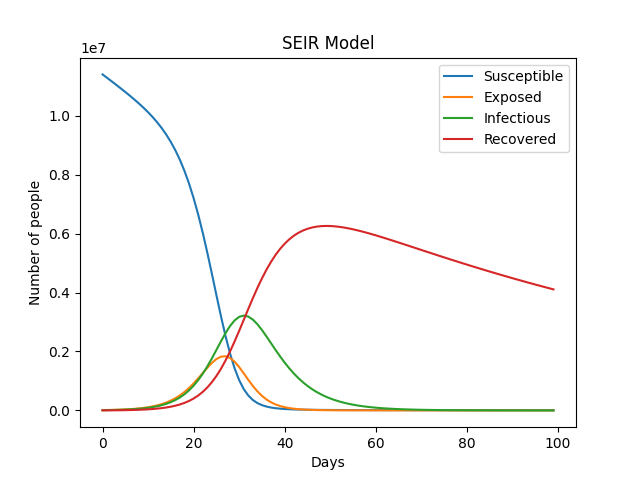 SEIR Model
1e7
Susceptible
Exposed
Infectious
Recovered
1.0
0.8
0.6
0.4
0.2
0.0
Number of people
0 20 40 60 80 100
Days